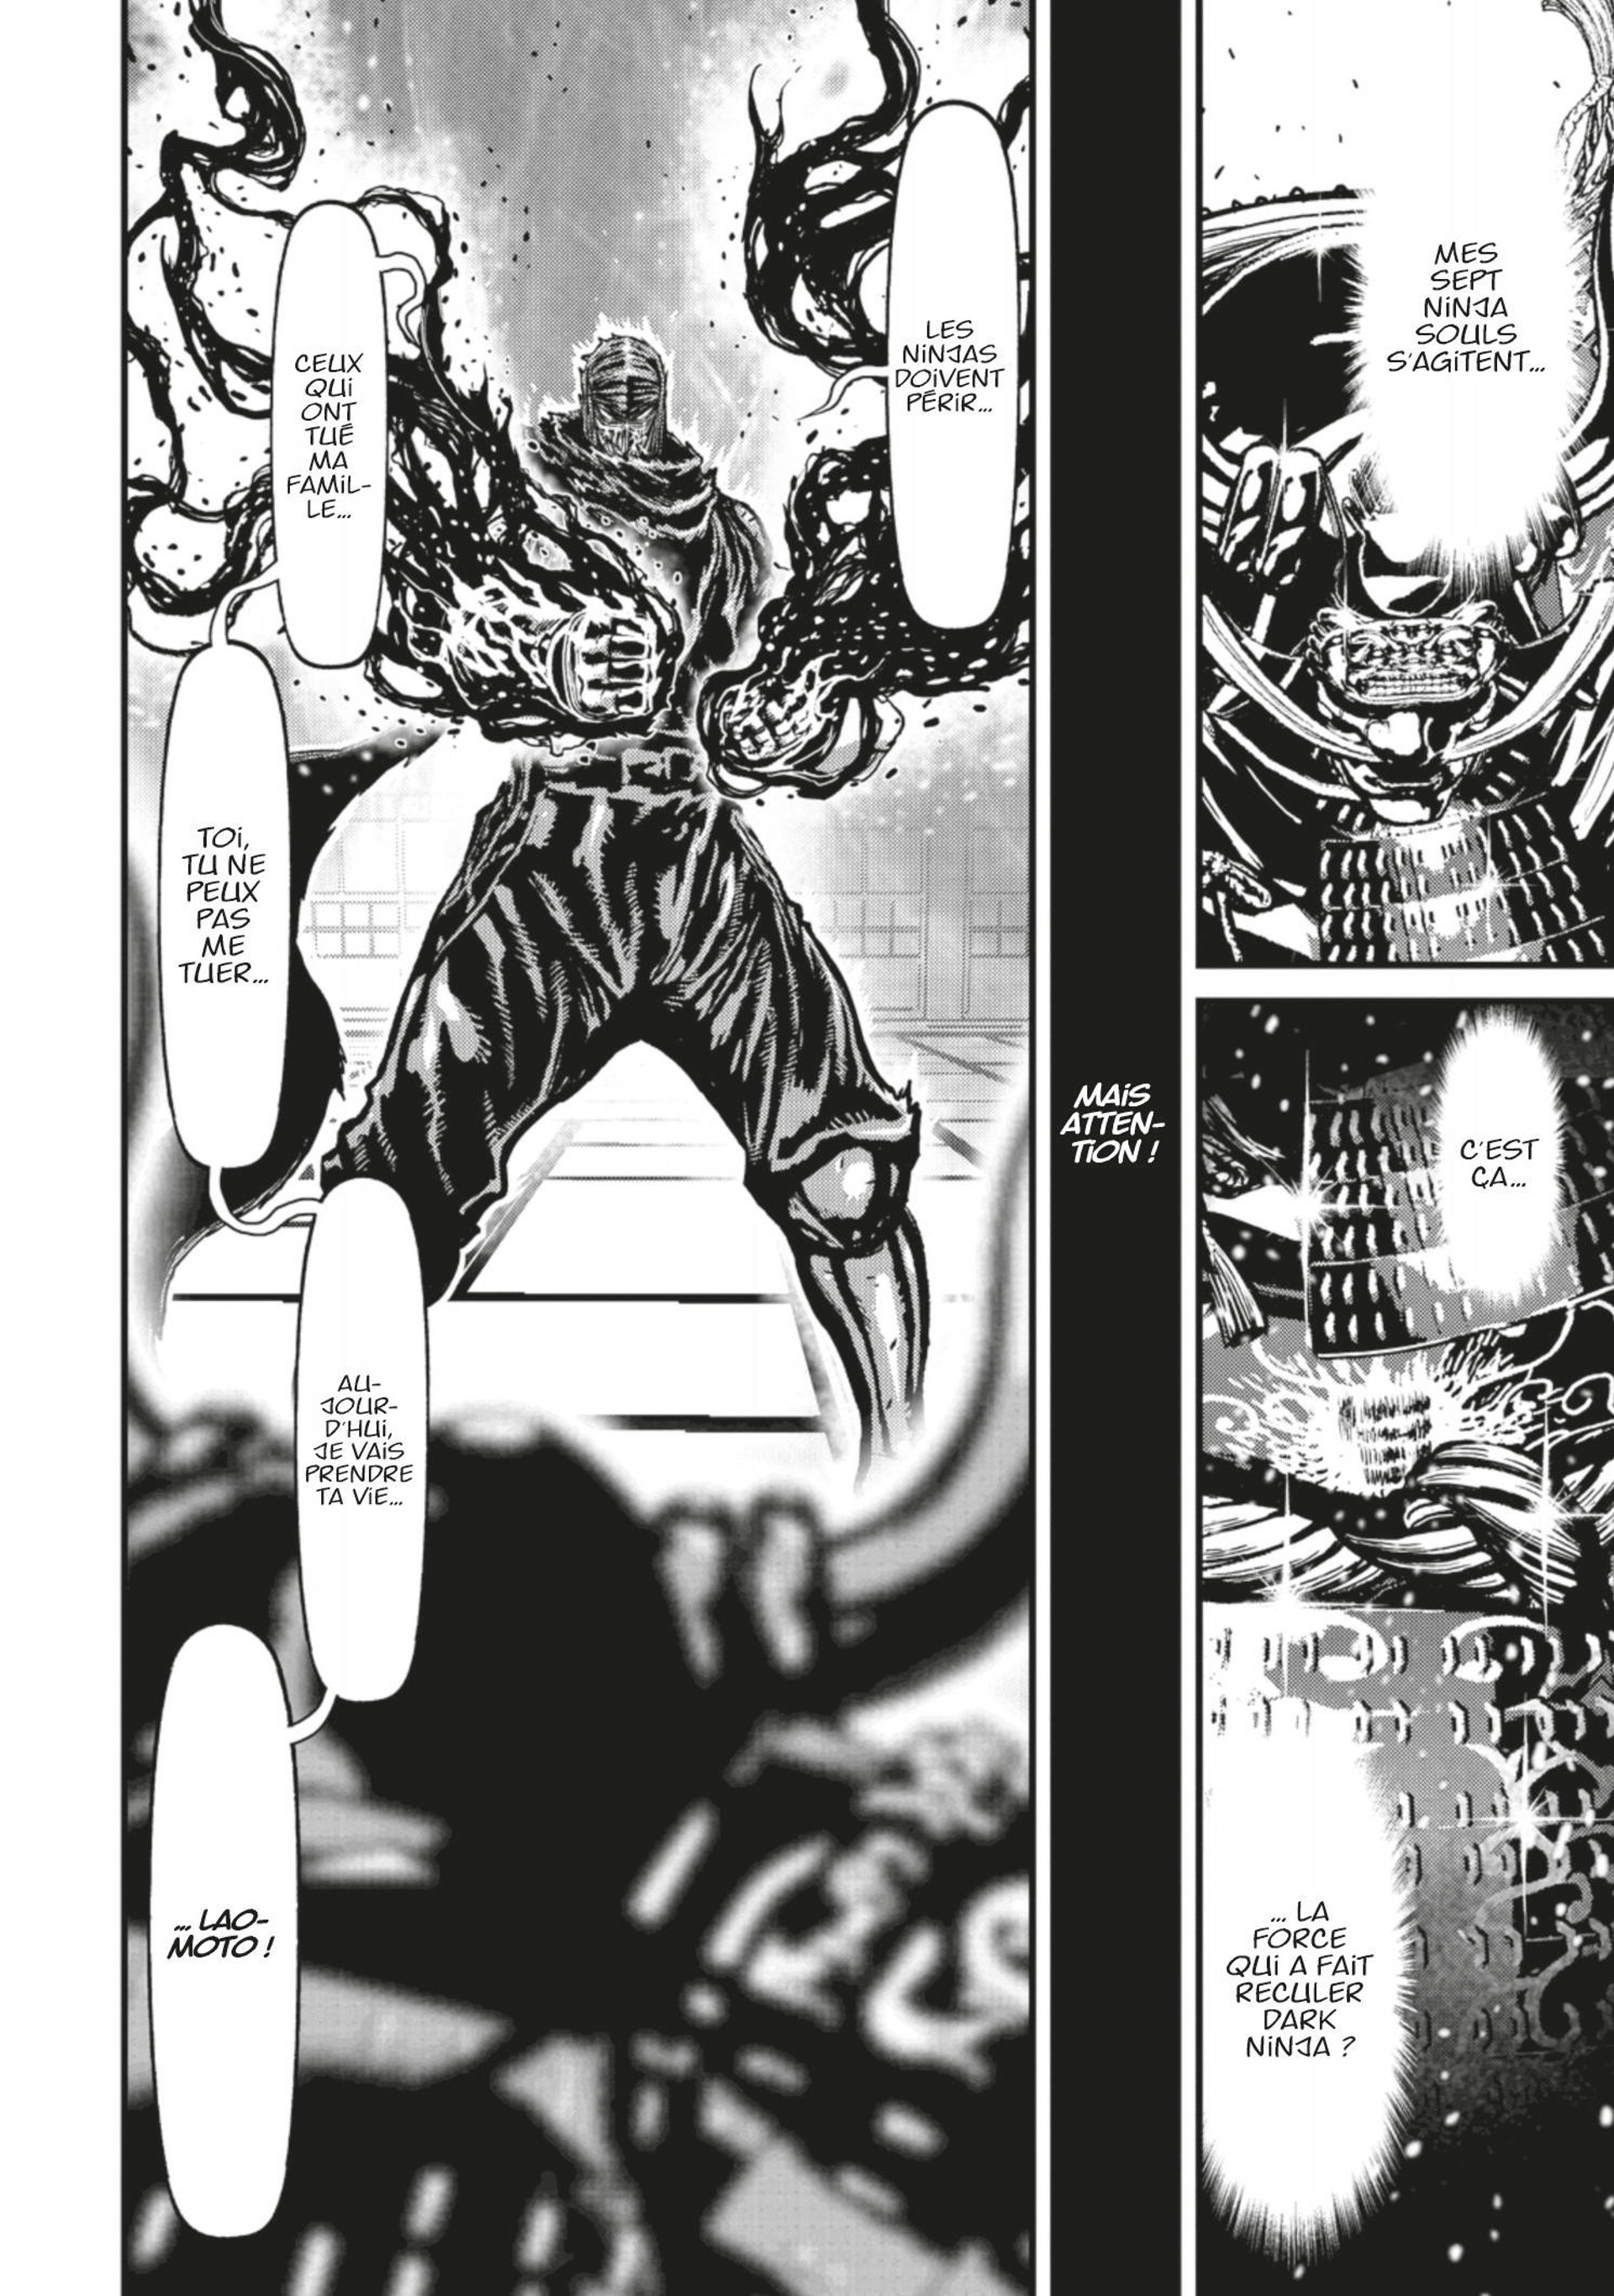 MES
SEPT
NINJA
SOULS
S'AGITENT...
C'EST
ÇA...
... LA
FORCE
QUI A FAIT
RECULER
DARK
NINJA ?
MAIS
ATTEN-
TION !
LES
NINJAS
DOIVENT
PÉRIR...
CEUX
QUI
ONT
TUÉ
MA
FAMIL-
LE...
TOI,
TU NE
PEUX
PAS
ME
TUER...
AU-
JOUR-
D'HUI,
JE VAIS
PRENDRE
TA VIE...
... LAO-
MOTO !